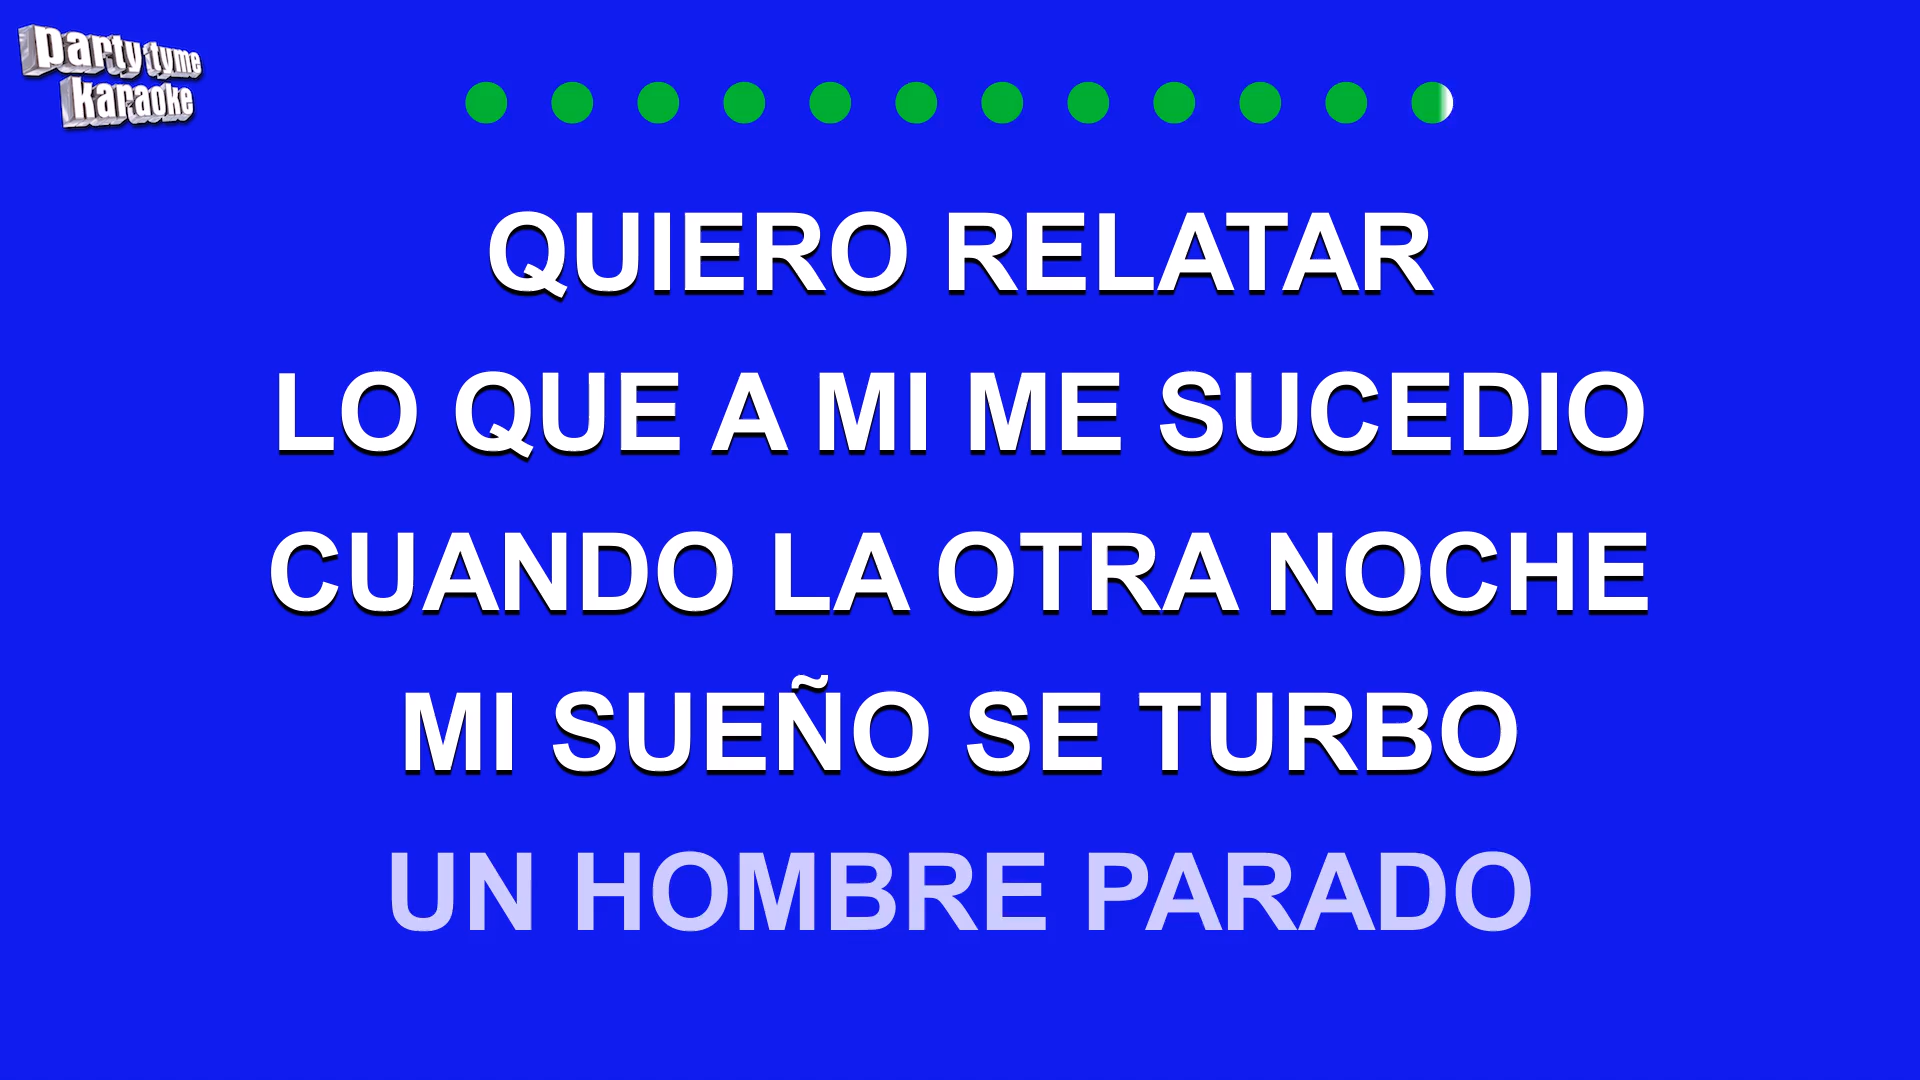 party tyme
karaoke
QUIERO RELATAR
LO QUE A MI ME SUCEDIO
CUANDO LA OTRA NOCHE
MI SUEÑO SE TURBO
UN HOMBRE PARADO